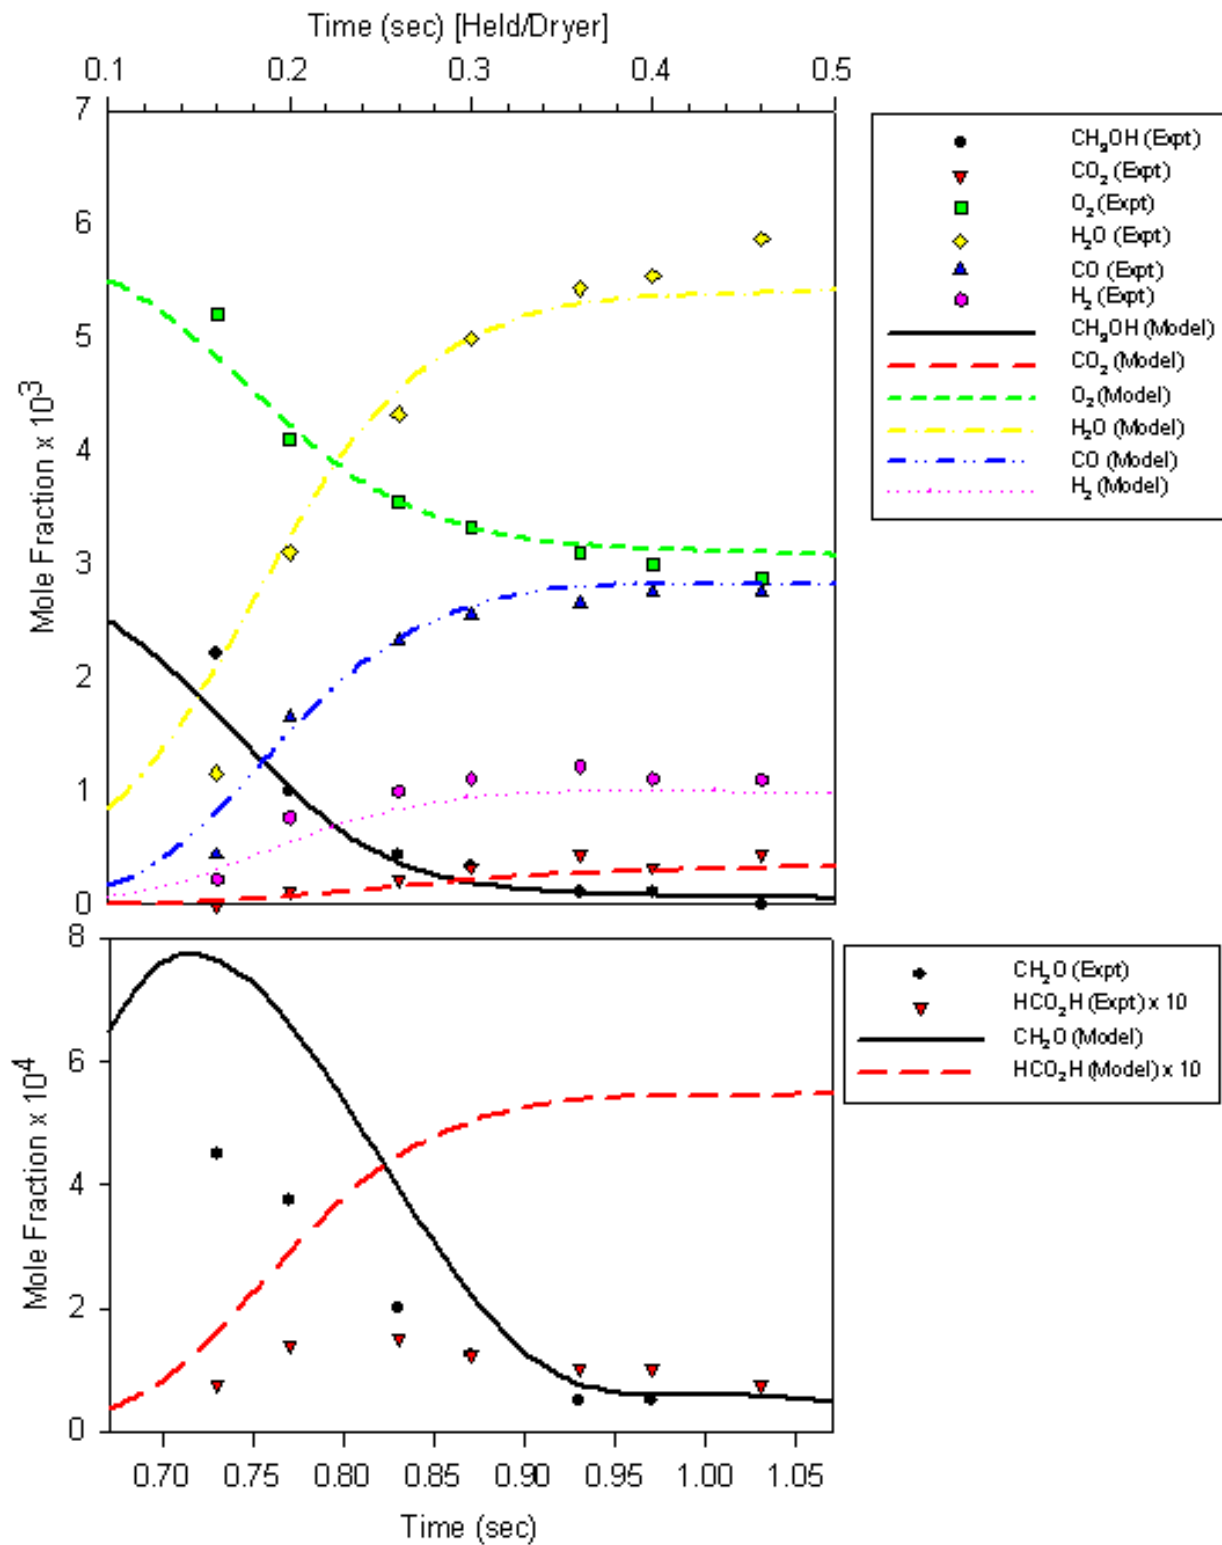 Time (sec) [Held/Dryer]
0.1 0.2 0.3 0.4 0.5
7
6
5
4
3
2
1
0
Mole Fraction x 10³
CH₃OH (Expt)
CO₂ (Expt)
O₂ (Expt)
H₂O (Expt)
CO (Expt)
H₂ (Expt)
CH₃OH (Model)
CO₂ (Model)
O₂ (Model)
H₂O (Model)
CO (Model)
H₂ (Model)
8
6
4
2
0
Mole Fraction x 10⁴
CH₂O (Expt)
HCO₂H (Expt) x 10
CH₂O (Model)
HCO₂H (Model) x 10
0.70 0.75 0.80 0.85 0.90 0.95 1.00 1.05
Time (sec)